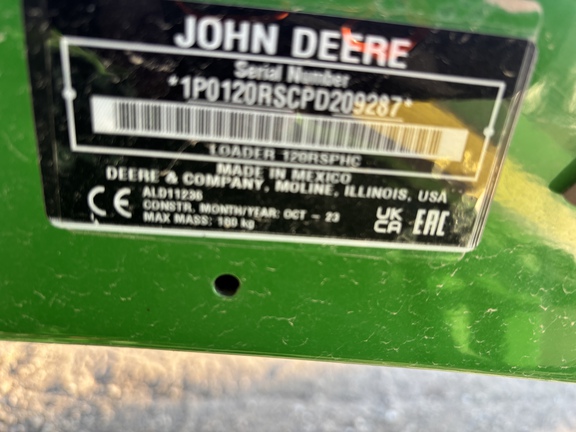 JOHN DEERE
Serial Number
*1P0120RSCPD209287*
LOADER 120RSPHC
MADE IN MEXICO
DEERE & COMPANY, MOLINE, ILLINOIS, USA
ALD11236
CONSTR. MONTH/YEAR: OCT - 23
MAX MASS: 180 kg
CE
UK
CA
EAC